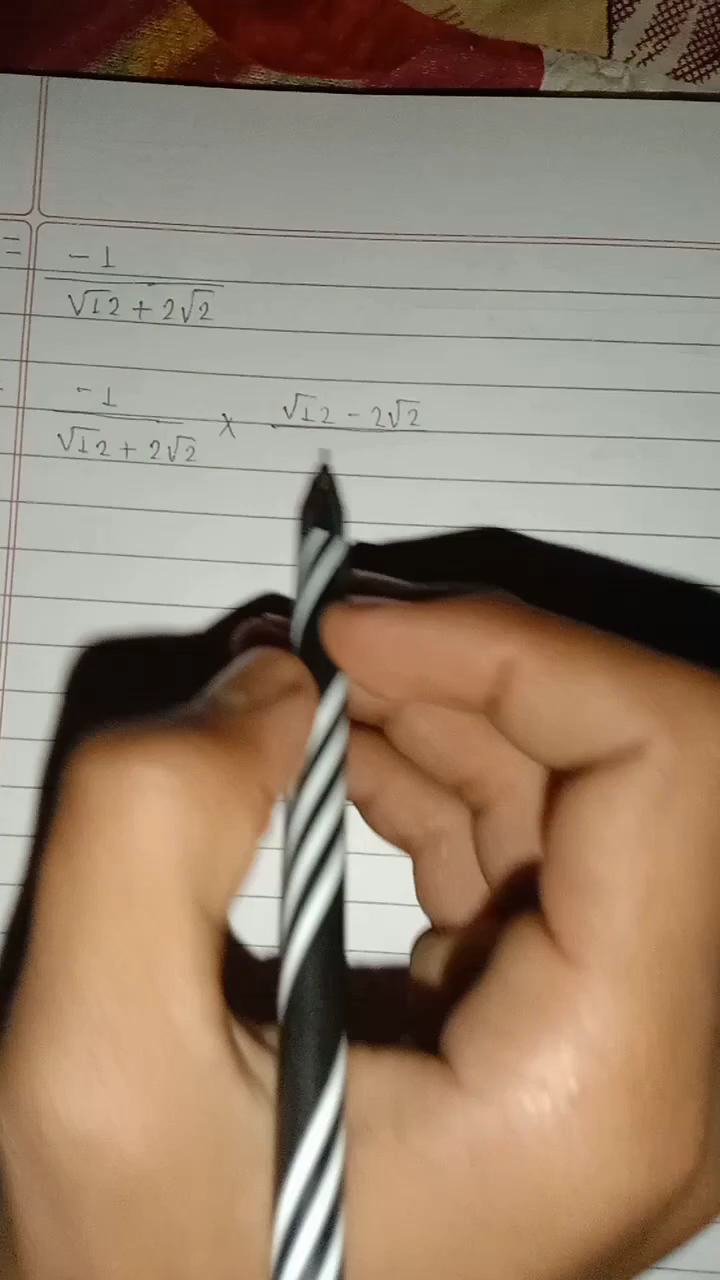 = -1
√12 + 2√2
-1 × √12 - 2√2
√12 + 2√2